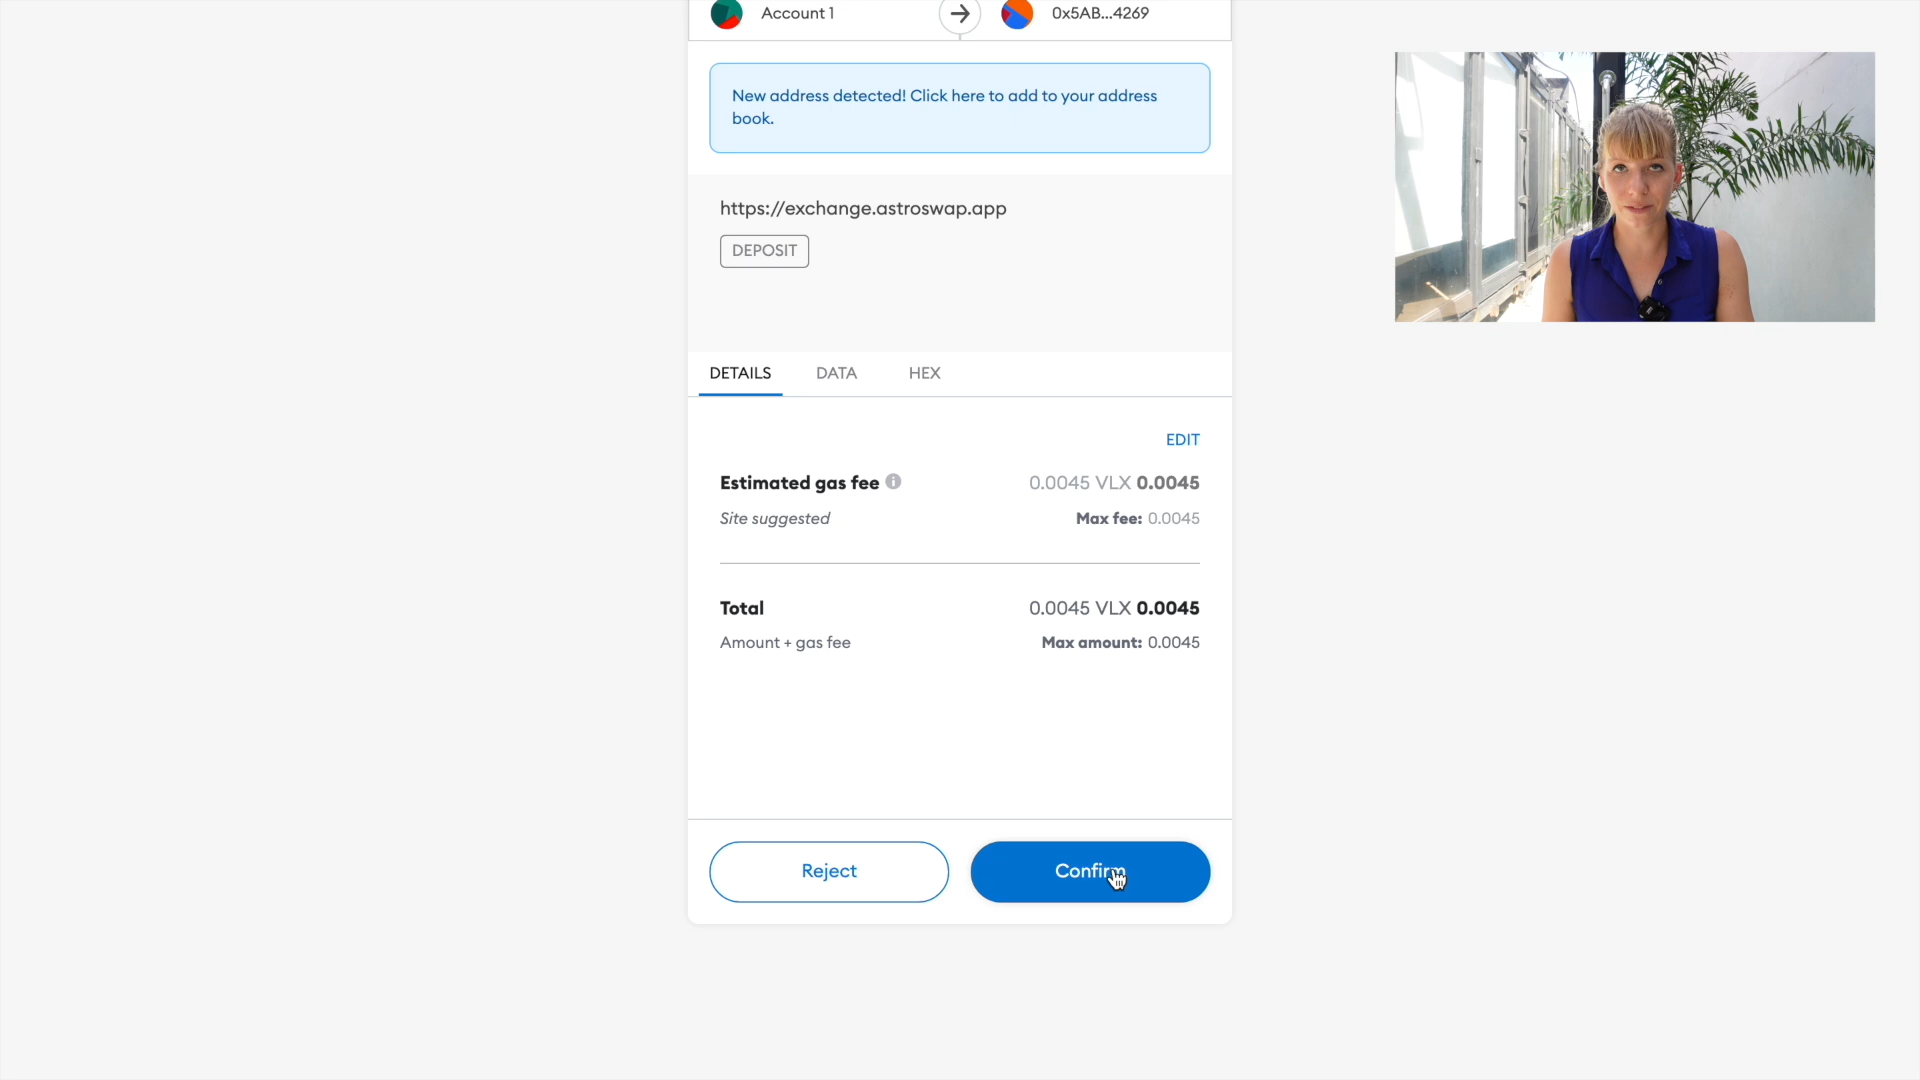 Account 1
0x5AB...4269
New address detected! Click here to add to your address
book.
https://exchange.astroswap.app
DEPOSIT
DETAILS
DATA
HEX
EDIT
Estimated gas fee
0.0045 VLX 0.0045
Site suggested
Max fee: 0.0045
Total
0.0045 VLX 0.0045
Amount + gas fee
Max amount: 0.0045
Reject
Confirm